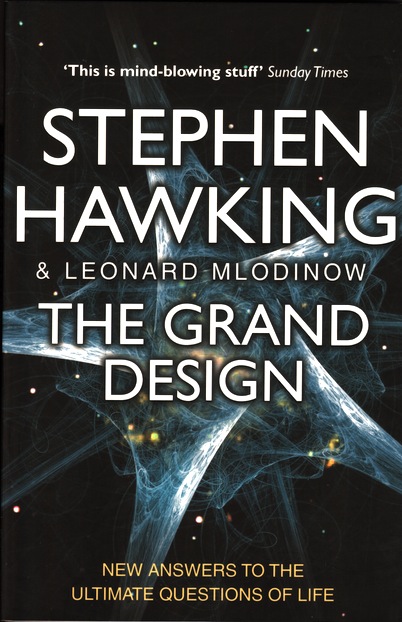 ‘This is mind-blowing stuff’ Sunday Times
STEPHEN
HAWKING
& LEONARD MLODINOW
THE GRAND
DESIGN
NEW ANSWERS TO THE
ULTIMATE QUESTIONS OF LIFE